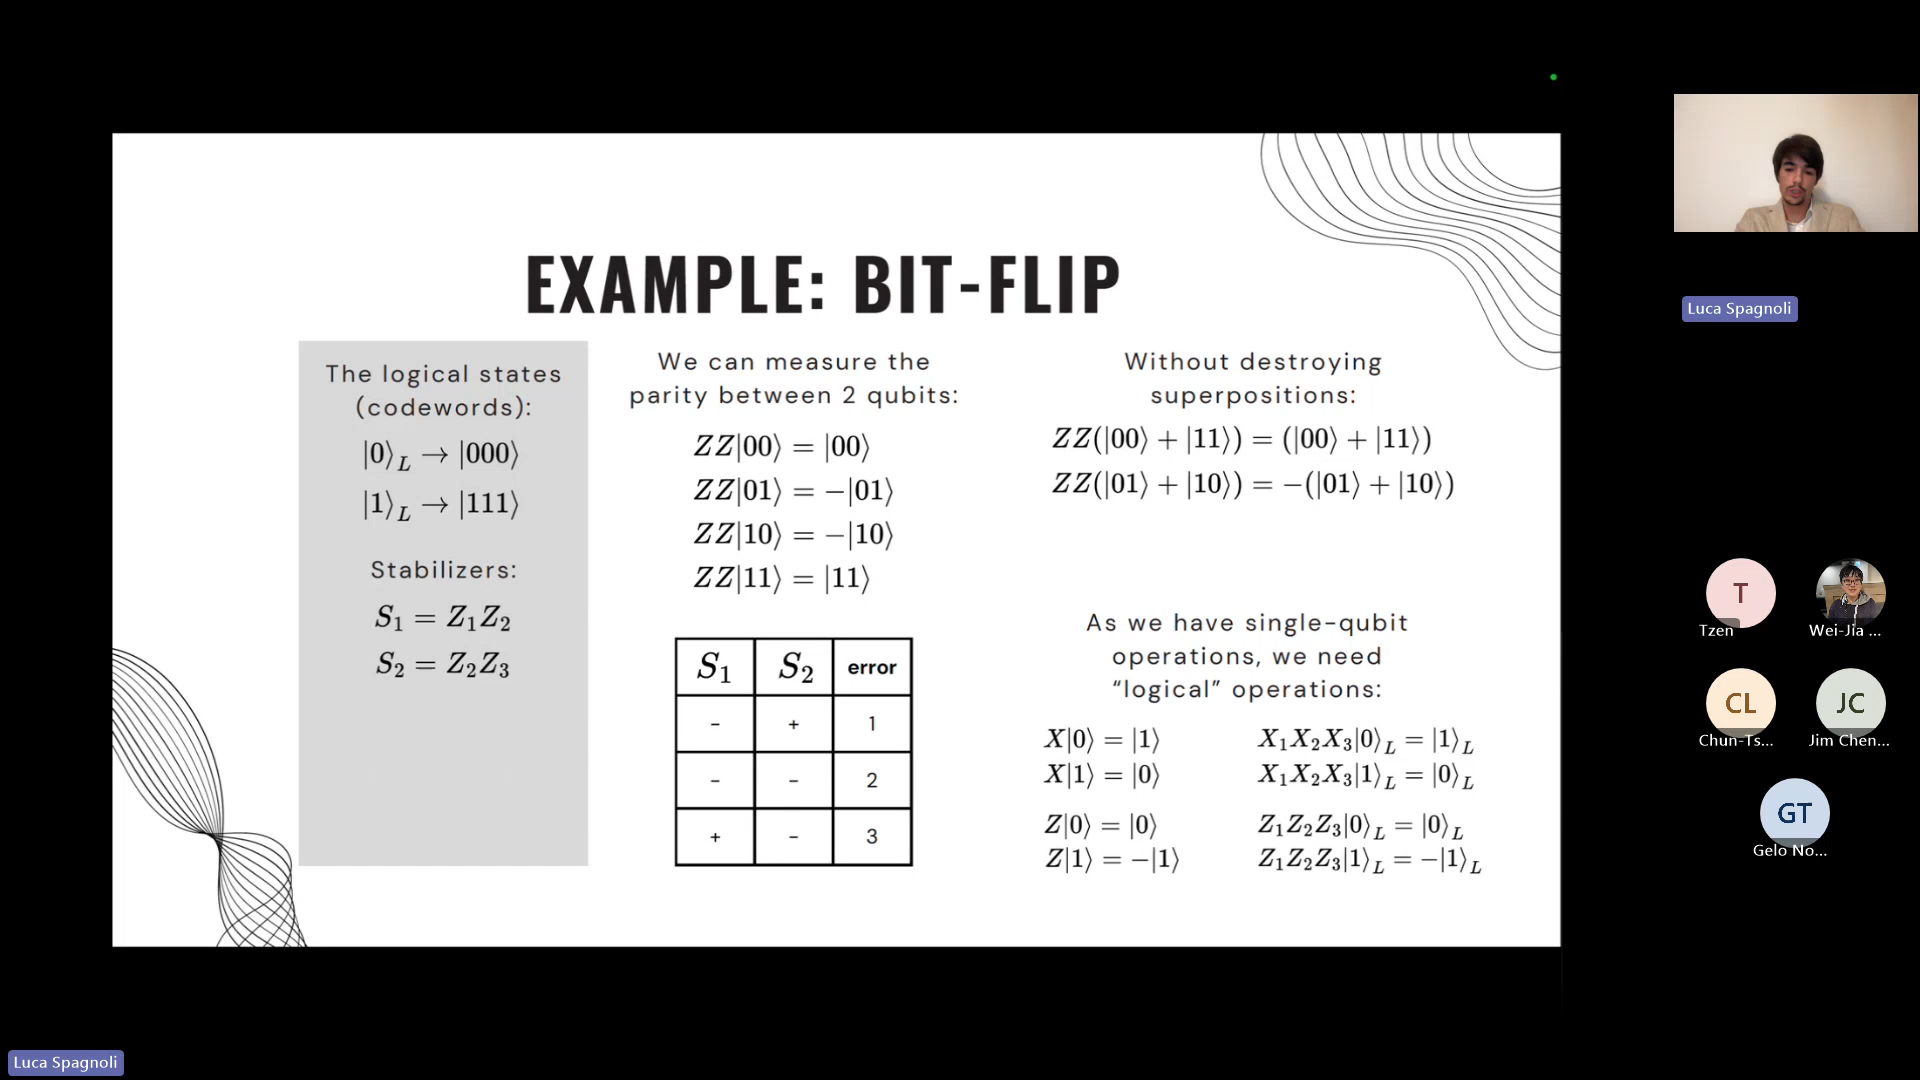 EXAMPLE: BIT-FLIP
The logical states
(codewords):
|0⟩_L → |000⟩
|1⟩_L → |111⟩
Stabilizers:
S₁ = Z₁Z₂
S₂ = Z₂Z₃
We can measure the
parity between 2 qubits:
ZZ|00⟩ = |00⟩
ZZ|01⟩ = −|01⟩
ZZ|10⟩ = −|10⟩
ZZ|11⟩ = |11⟩
S₁ S₂ error
- + 1
- - 2
+ - 3
Without destroying
superpositions:
ZZ(|00⟩ + |11⟩) = (|00⟩ + |11⟩)
ZZ(|01⟩ + |10⟩) = −(|01⟩ + |10⟩)
As we have single-qubit
operations, we need
“logical” operations:
X|0⟩ = |1⟩ X₁X₂X₃|0⟩_L = |1⟩_L
X|1⟩ = |0⟩ X₁X₂X₃|1⟩_L = |0⟩_L
Z|0⟩ = |0⟩ Z₁Z₂Z₃|0⟩_L = |0⟩_L
Z|1⟩ = −|1⟩ Z₁Z₂Z₃|1⟩_L = −|1⟩_L
Luca Spagnoli
T
Tzen
Wei-Jia ...
CL
Chun-Ts...
JC
Jim Chen...
GT
Gelo No...
Luca Spagnoli